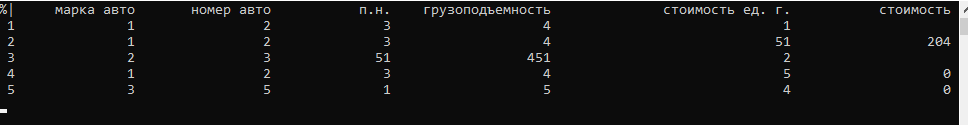 %| марка авто номер авто п.н. грузоподъемность стоимость ед. г. стоимость
1 1 2 3 4 1
2 1 2 3 4 51 204
3 2 3 51 451 2
4 1 2 3 4 5 0
5 3 5 1 5 4 0